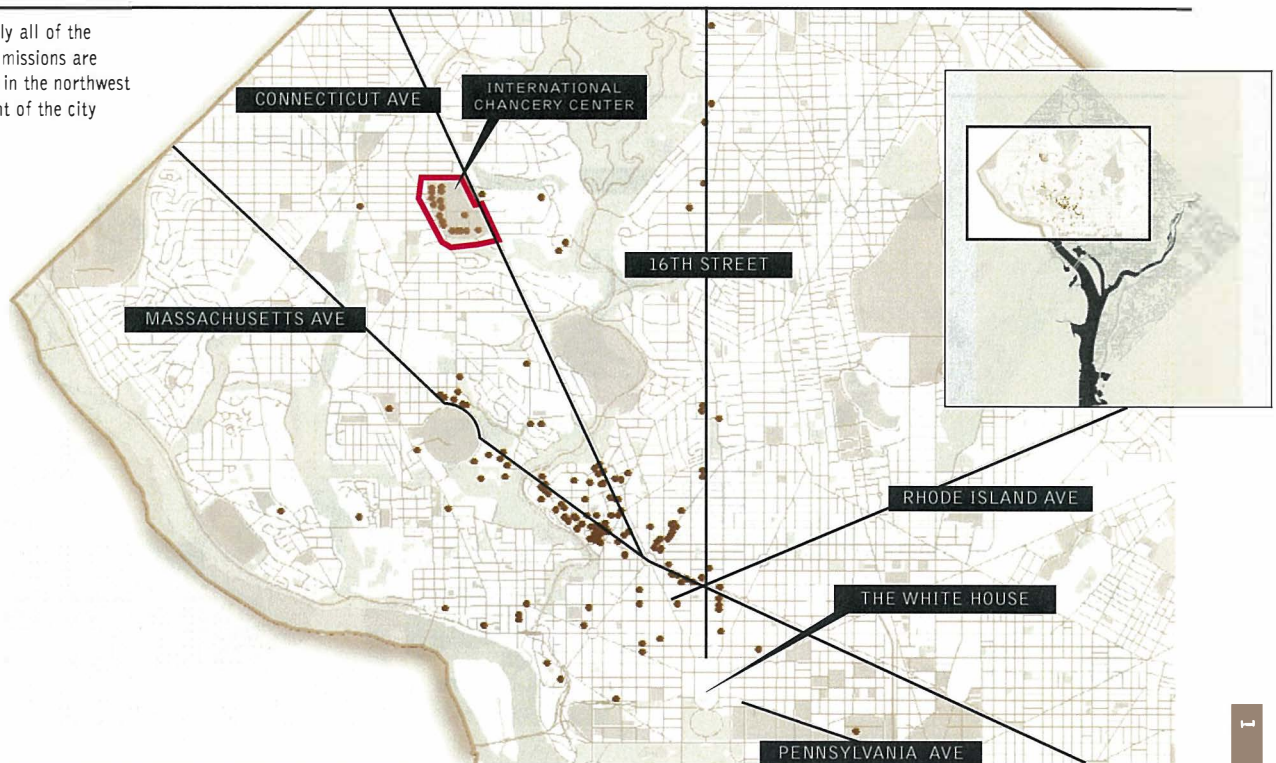 ly all of the
missions are
in the northwest
nt of the city
CONNECTICUT AVE
INTERNATIONAL
CHANCERY CENTER
16TH STREET
MASSACHUSETTS AVE
RHODE ISLAND AVE
THE WHITE HOUSE
PENNSYLVANIA AVE
1